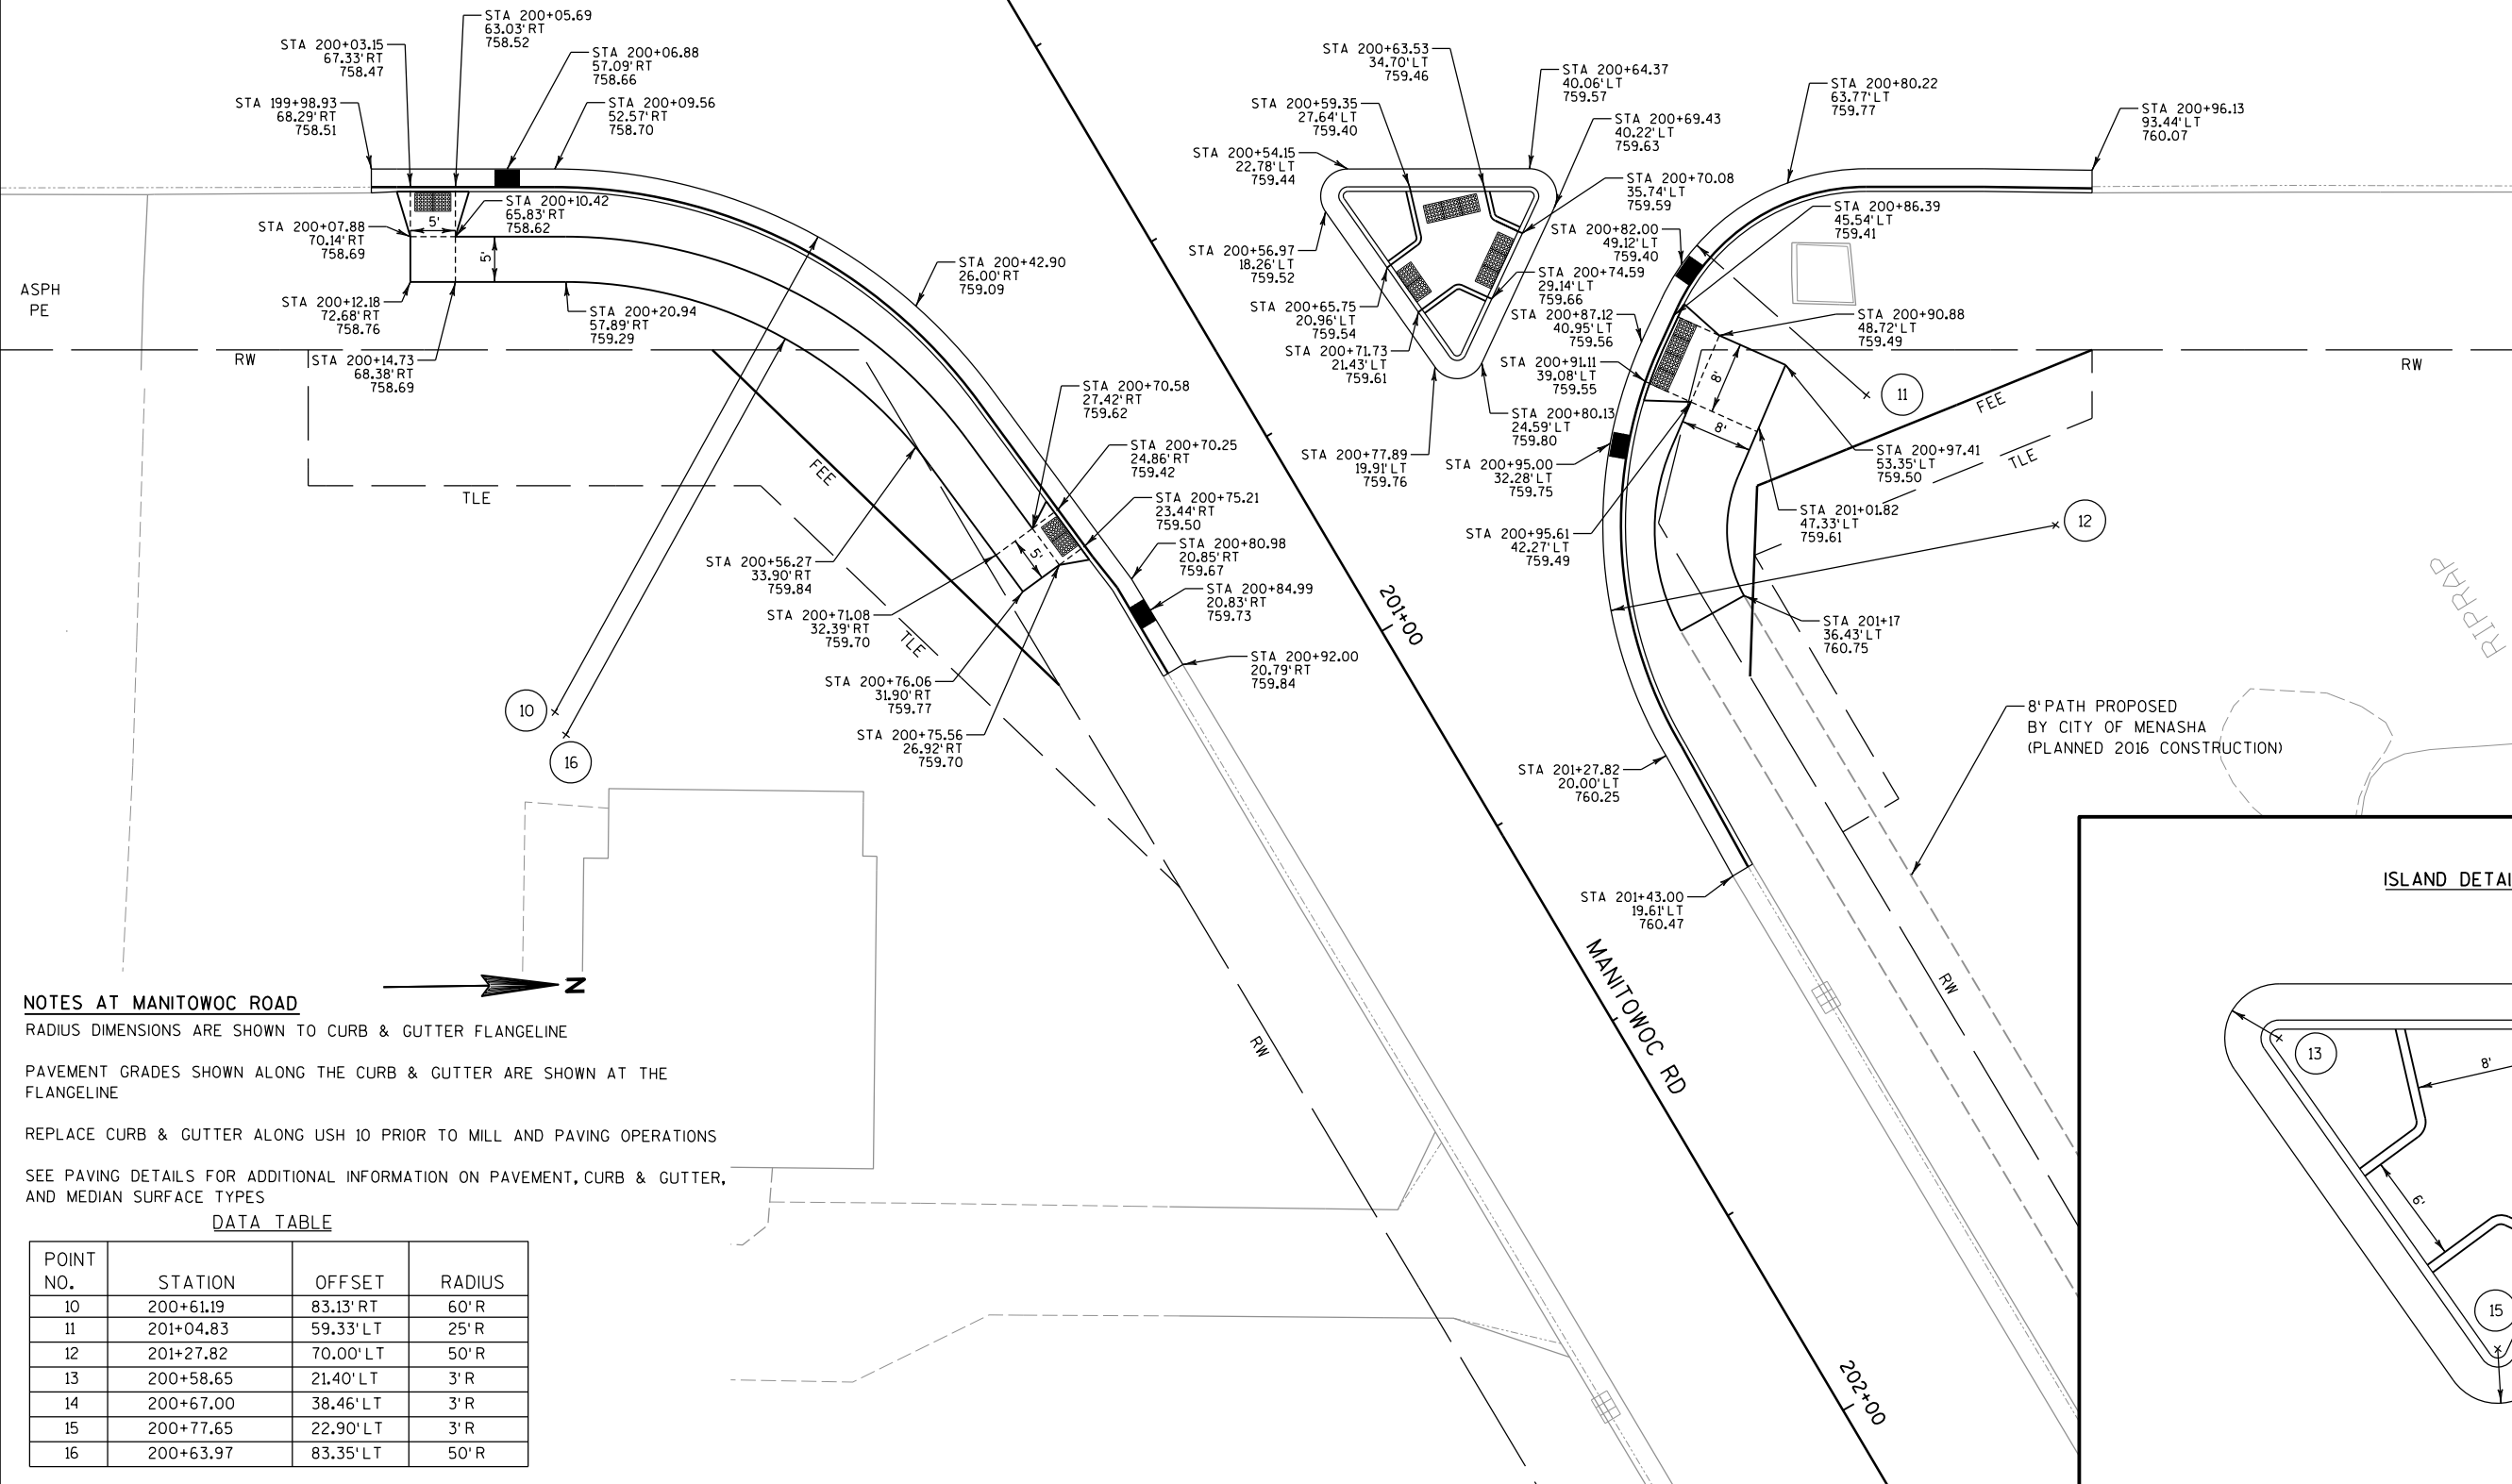 STA 200+05.69
63.03' RT
758.52
STA 200+03.15
67.33' RT
758.47
STA 200+06.88
57.09' RT
758.66
STA 199+98.93
68.29' RT
758.51
STA 200+09.56
52.57' RT
758.70
STA 200+10.42
65.83' RT
758.62
5'
5'
STA 200+07.88
70.14' RT
758.69
ASPH
PE
STA 200+12.18
72.68' RT
758.76
STA 200+20.94
57.89' RT
759.29
RW
STA 200+14.73
68.38' RT
758.69
STA 200+42.90
26.00' RT
759.09
TLE
FEE
STA 200+70.58
27.42' RT
759.62
STA 200+70.25
24.86' RT
759.42
STA 200+75.21
23.44' RT
759.50
5'
STA 200+80.98
20.85' RT
759.67
STA 200+84.99
20.83' RT
759.73
STA 200+56.27
33.90' RT
759.84
STA 200+71.08
32.39' RT
759.70
TLE
STA 200+92.00
20.79' RT
759.84
STA 200+76.06
31.90' RT
759.77
STA 200+75.56
26.92' RT
759.70
10
16
STA 200+63.53
34.70' LT
759.46
STA 200+64.37
40.06' LT
759.57
STA 200+59.35
27.64' LT
759.40
STA 200+69.43
40.22' LT
759.63
STA 200+54.15
22.78' LT
759.44
STA 200+70.08
35.74' LT
759.59
STA 200+56.97
18.26' LT
759.52
STA 200+74.59
29.14' LT
759.66
STA 200+65.75
20.96' LT
759.54
STA 200+71.73
21.43' LT
759.61
STA 200+80.13
24.59' LT
759.80
STA 200+77.89
19.91' LT
759.76
STA 200+80.22
63.77' LT
759.77
STA 200+96.13
93.44' LT
760.07
STA 200+86.39
45.54' LT
759.41
STA 200+82.00
49.12' LT
759.40
STA 200+87.12
40.95' LT
759.56
STA 200+90.88
48.72' LT
759.49
STA 200+91.11
39.08' LT
759.55
8'
8'
11
RW
FEE
TLE
STA 200+95.00
32.28' LT
759.75
STA 200+97.41
53.35' LT
759.50
STA 201+01.82
47.33' LT
759.61
STA 200+95.61
42.27' LT
759.49
12
STA 201+17
36.43' LT
760.75
RIPRAP
8' PATH PROPOSED
BY CITY OF MENASHA
(PLANNED 2016 CONSTRUCTION)
STA 201+27.82
20.00' LT
760.25
STA 201+43.00
19.61' LT
760.47
201+00
MANITOWOC RD
202+00
RW
RW
N
ISLAND DETAI
13
8'
6'
15
NOTES AT MANITOWOC ROAD
RADIUS DIMENSIONS ARE SHOWN TO CURB & GUTTER FLANGELINE
PAVEMENT GRADES SHOWN ALONG THE CURB & GUTTER ARE SHOWN AT THE
FLANGELINE
REPLACE CURB & GUTTER ALONG USH 10 PRIOR TO MILL AND PAVING OPERATIONS
SEE PAVING DETAILS FOR ADDITIONAL INFORMATION ON PAVEMENT, CURB & GUTTER,
AND MEDIAN SURFACE TYPES
DATA TABLE
POINT NO. STATION OFFSET RADIUS
10 200+61.19 83.13' RT 60' R
11 201+04.83 59.33' LT 25' R
12 201+27.82 70.00' LT 50' R
13 200+58.65 21.40' LT 3' R
14 200+67.00 38.46' LT 3' R
15 200+77.65 22.90' LT 3' R
16 200+63.97 83.35' LT 50' R